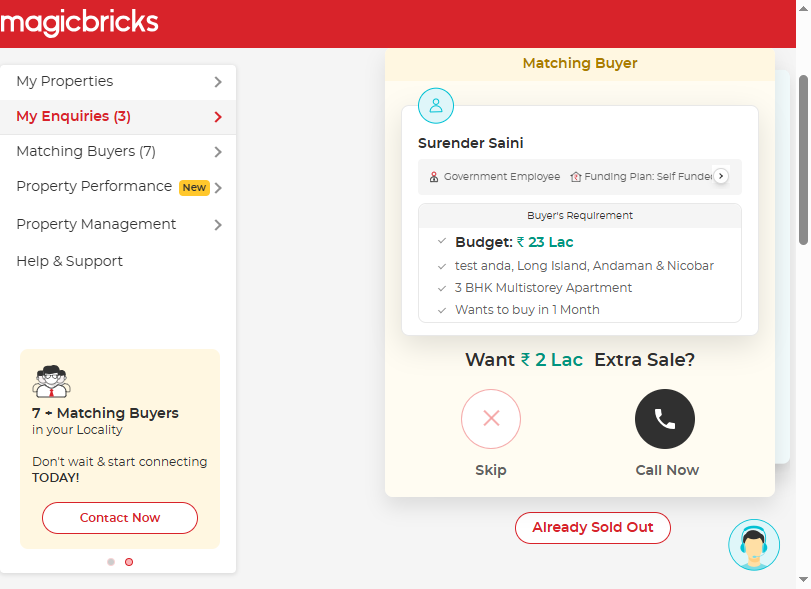 magicbricks
My Properties
My Enquiries (3)
Matching Buyers (7)
Property Performance New
Property Management
Help & Support
7 + Matching Buyers
in your Locality
Don't wait & start connecting
TODAY!
Contact Now
Matching Buyer
Surender Saini
Government Employee Funding Plan: Self Funded
Buyer's Requirement
Budget: ₹ 23 Lac
test anda, Long Island, Andaman & Nicobar
3 BHK Multistorey Apartment
Wants to buy in 1 Month
Want ₹ 2 Lac Extra Sale?
Skip
Call Now
Already Sold Out